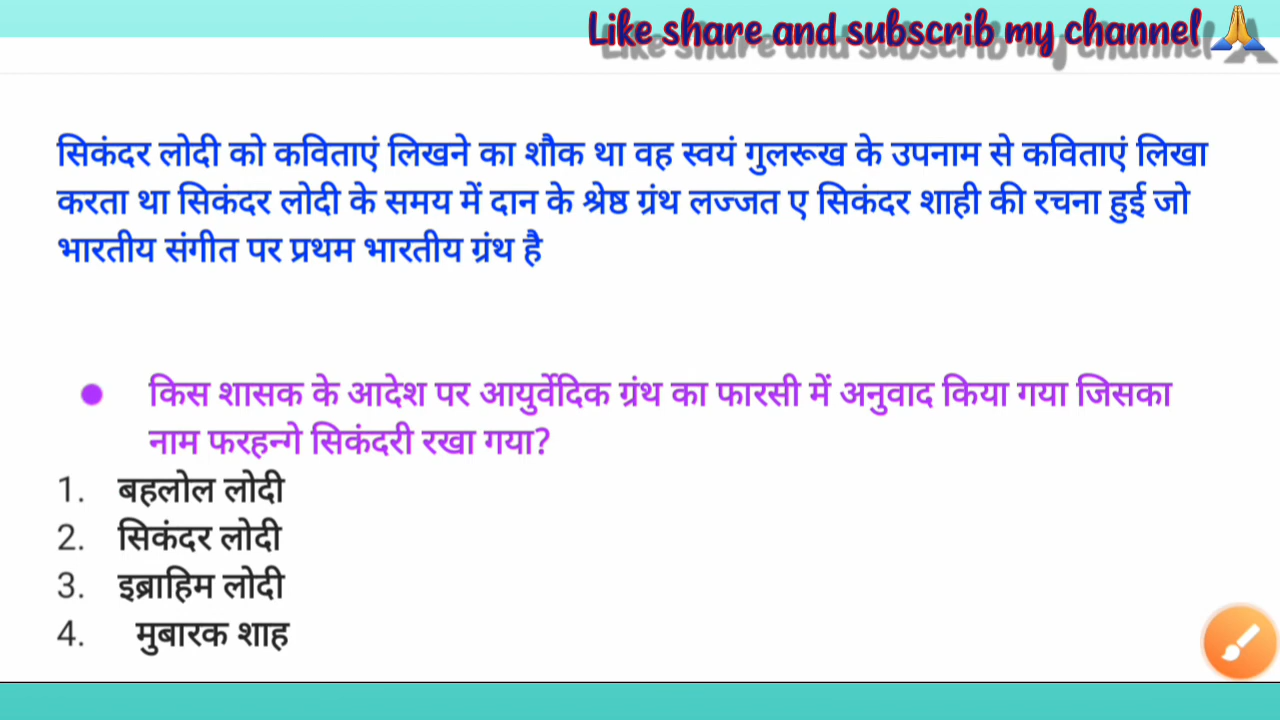 Like share and subscrib my channel 🙏
सिकंदर लोदी को कविताएं लिखने का शौक था वह स्वयं गुलरूख के उपनाम से कविताएं लिखा
करता था सिकंदर लोदी के समय में दान के श्रेष्ठ ग्रंथ लज्जत ए सिकंदर शाही की रचना हुई जो
भारतीय संगीत पर प्रथम भारतीय ग्रंथ है
● किस शासक के आदेश पर आयुर्वेदिक ग्रंथ का फारसी में अनुवाद किया गया जिसका
नाम फरहन्गे सिकंदरी रखा गया?
1. बहलोल लोदी
2. सिकंदर लोदी
3. इब्राहिम लोदी
4. मुबारक शाह